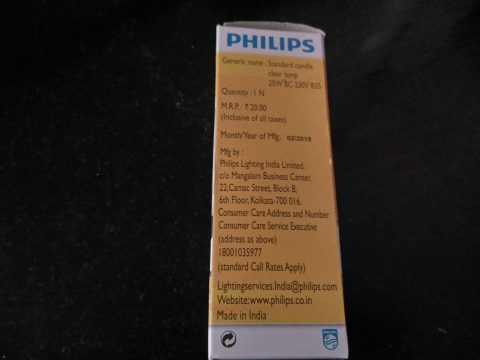 PHILIPS
Generic name : Standard candle
clear lamp
25W BC 230V B35
Quantity : 1 N
M.R.P.: ₹ 20.00
(Inclusive of all taxes)
Month/Year of Mfg.: 02/2018
Mfg by :
Philips Lighting India Limited,
c/o Mangalam Business Center,
22,Camac Street, Block B,
6th Floor, Kolkata-700 016.
Consumer Care Address and Number
Consumer Care Service Executive
(address as above)
18001035977
(standard Call Rates Apply)
Lightingservices.India@philips.com
Website:www.philips.co.in
Made in India